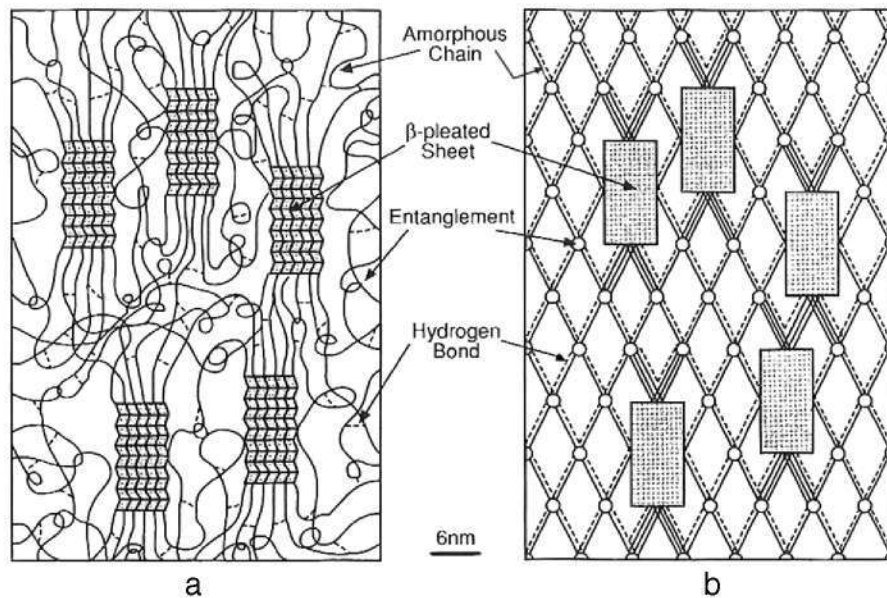 Amorphous
Chain
β-pleated
Sheet
Entanglement
Hydrogen
Bond
6nm
a
b